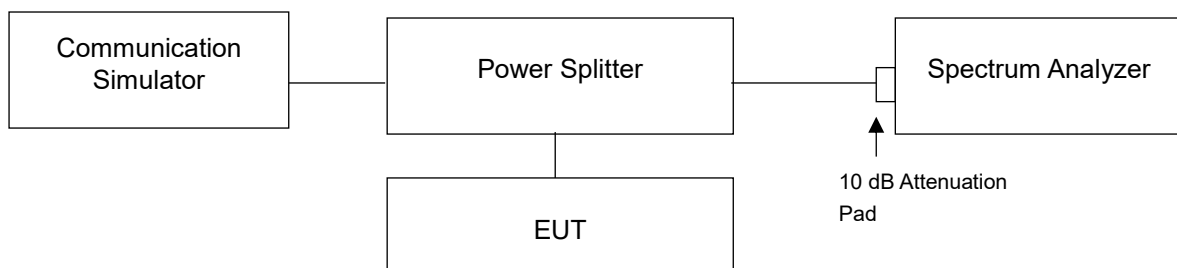 Communication
Simulator
Power Splitter
Spectrum Analyzer
10 dB Attenuation
Pad
EUT